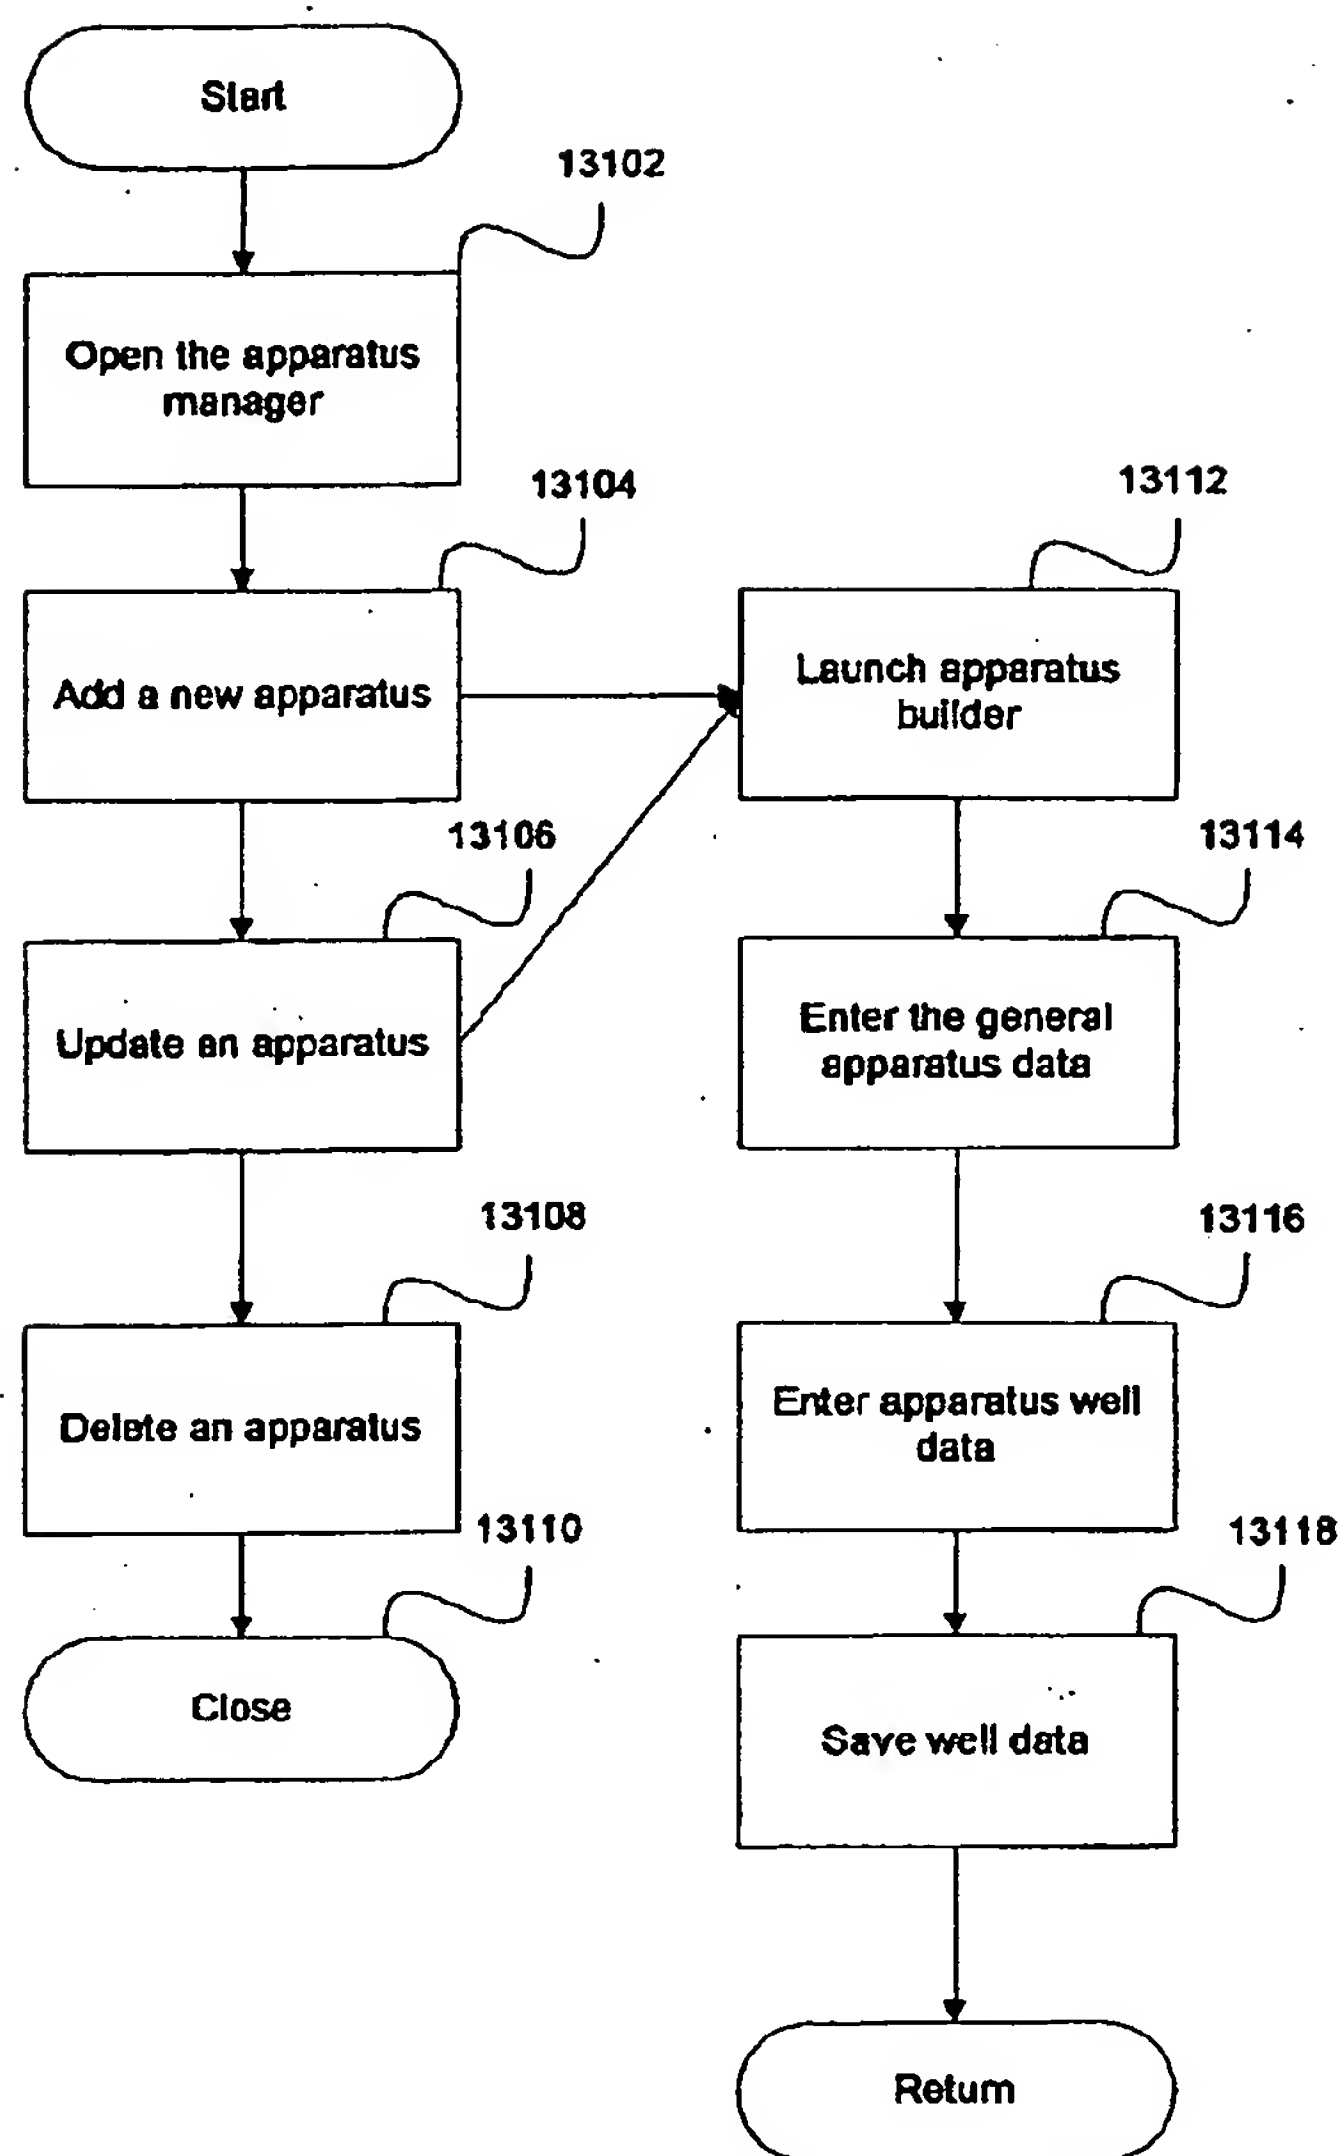 Start
13102
Open the apparatus
manager
13104
Add a new apparatus
13106
Update an apparatus
13108
Delete an apparatus
13110
Close
13112
Launch apparatus
builder
13114
Enter the general
apparatus data
13116
Enter apparatus well
data
13118
Save well data
Return